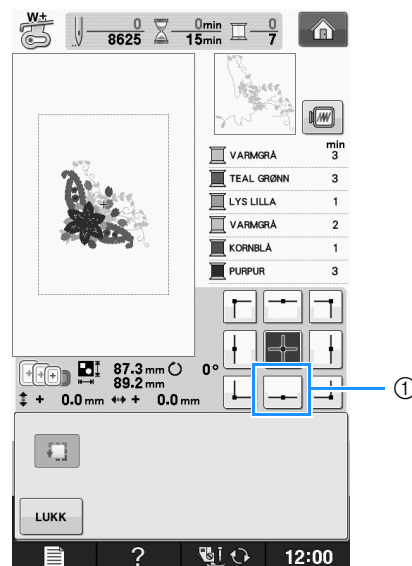 W+
0
8625
0min
15min
0
7
min
VARMGRÅ 3
TEAL GRØNN 3
LYS LILLA 1
VARMGRÅ 2
KORNBLÅ 1
PURPUR 3
87.3 mm 0°
89.2 mm
+ 0.0 mm + 0.0 mm
①
LUKK
? 12:00